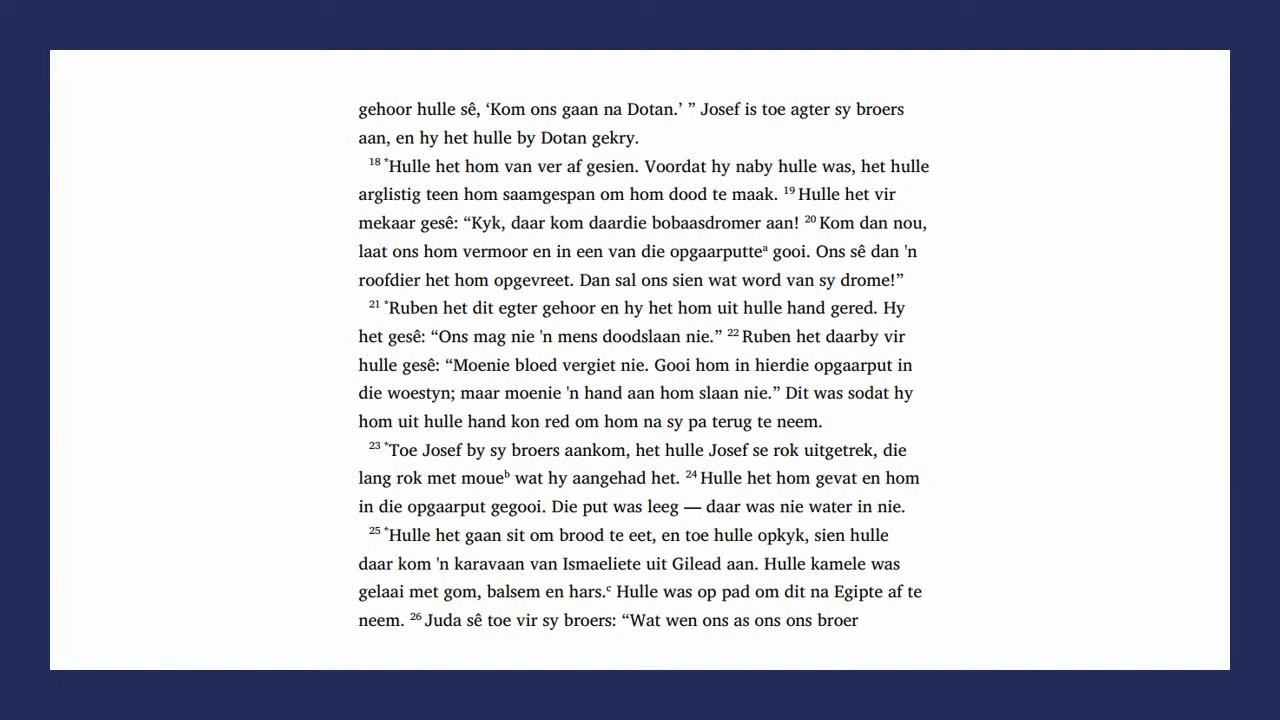 gehoor hulle sê, ‘Kom ons gaan na Dotan.’ ” Josef is toe agter sy broers
aan, en hy het hulle by Dotan gekry.
18 *Hulle het hom van ver af gesien. Voordat hy naby hulle was, het hulle
arglistig teen hom saamgespan om hom dood te maak. 19 Hulle het vir
mekaar gesê: “Kyk, daar kom daardie bobaasdromer aan! 20 Kom dan nou,
laat ons hom vermoor en in een van die opgaarputteᵃ gooi. Ons sê dan 'n
roofdier het hom opgevreet. Dan sal ons sien wat word van sy drome!”
21 *Ruben het dit egter gehoor en hy het hom uit hulle hand gered. Hy
het gesê: “Ons mag nie 'n mens doodslaan nie.” 22 Ruben het daarby vir
hulle gesê: “Moenie bloed vergiet nie. Gooi hom in hierdie opgaarput in
die woestyn; maar moenie 'n hand aan hom slaan nie.” Dit was sodat hy
hom uit hulle hand kon red om hom na sy pa terug te neem.
23 *Toe Josef by sy broers aankom, het hulle Josef se rok uitgetrek, die
lang rok met moueᵇ wat hy aangehad het. 24 Hulle het hom gevat en hom
in die opgaarput gegooi. Die put was leeg — daar was nie water in nie.
25 *Hulle het gaan sit om brood te eet, en toe hulle opkyk, sien hulle
daar kom 'n karavaan van Ismaeliete uit Gilead aan. Hulle kamele was
gelaai met gom, balsem en hars.ᶜ Hulle was op pad om dit na Egipte af te
neem. 26 Juda sê toe vir sy broers: “Wat wen ons as ons ons broer